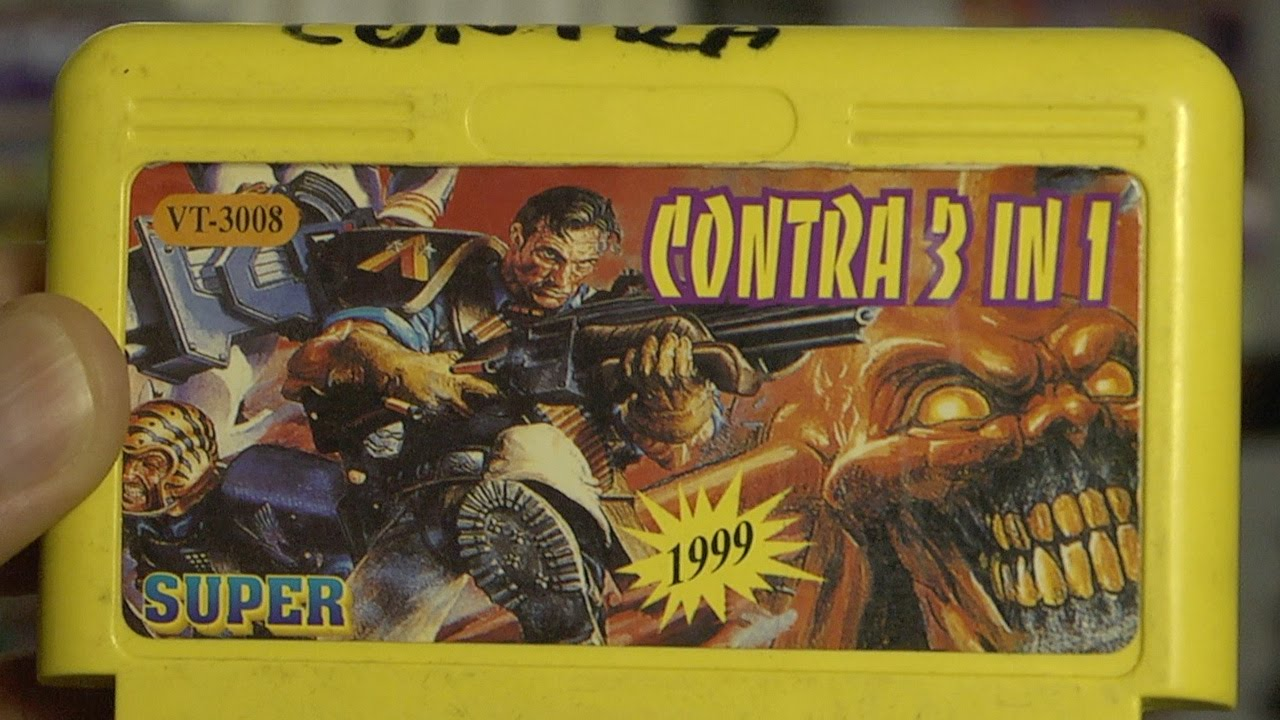 CONTRA
VT-3008
CONTRA 3 IN 1
1999
SUPER